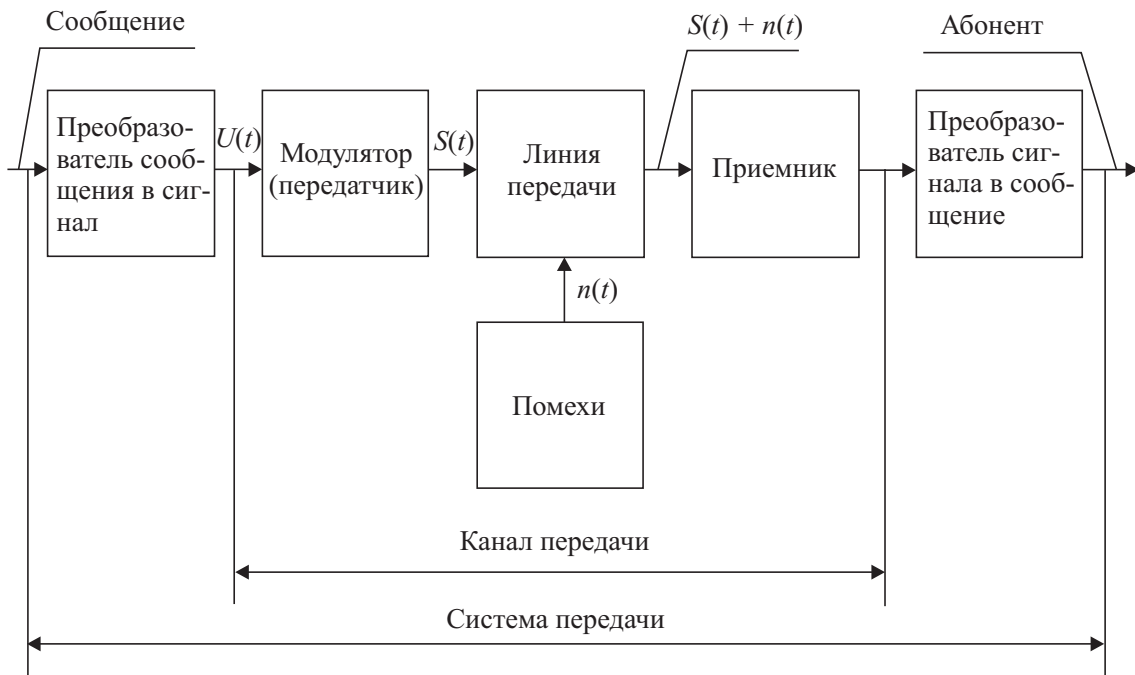 Сообщение
S(t) + n(t)
Абонент
Преобразо-
ватель сооб-
щения в сиг-
нал
U(t)
Модулятор
(передатчик)
S(t)
Линия
передачи
Приемник
Преобразо-
ватель сиг-
нала в сооб-
щение
n(t)
Помехи
Канал передачи
Система передачи